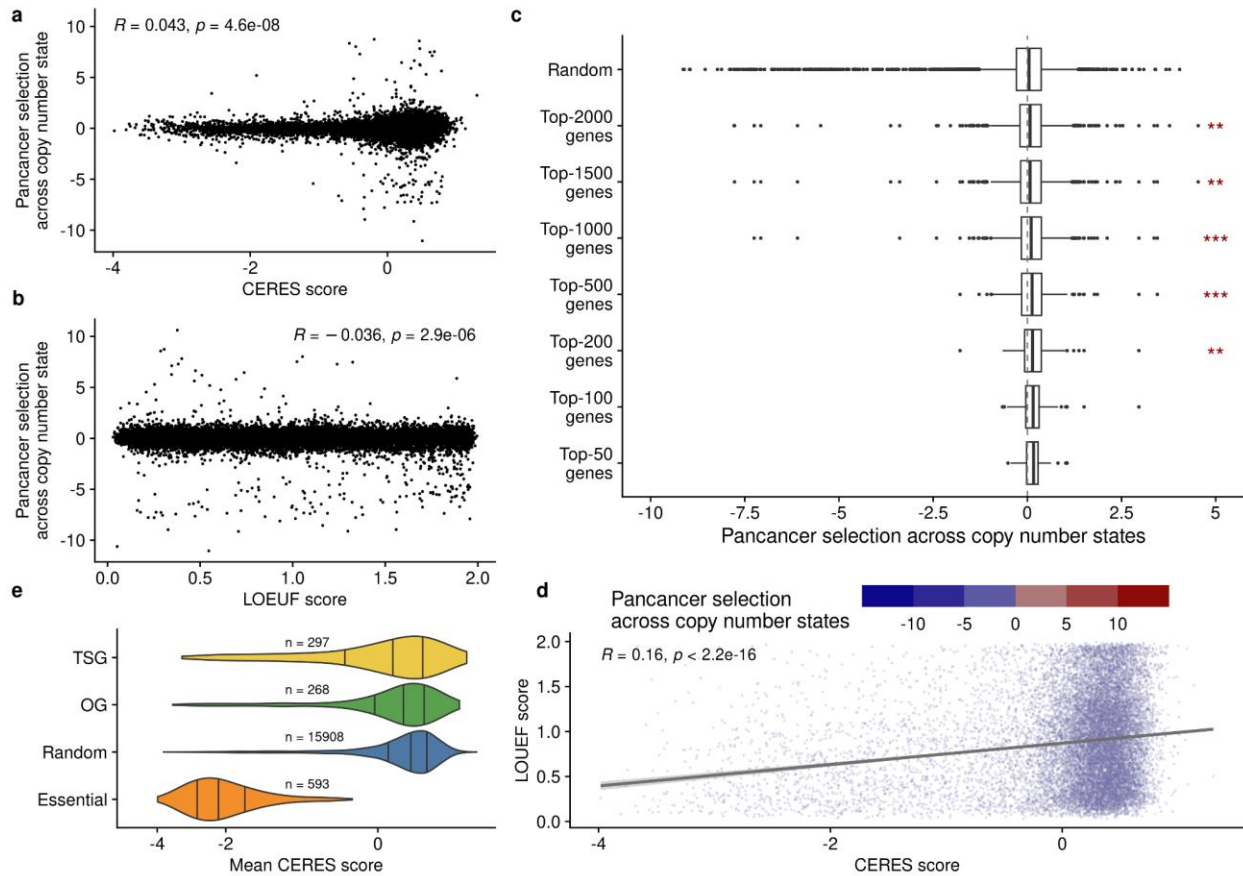 a
R = 0.043, p = 4.6e-08
Pancancer selection
across copy number state
10
5
0
-5
-10
-4
-2
0
CERES score
b
R = − 0.036, p = 2.9e-06
Pancancer selection
across copy number state
10
5
0
-5
-10
0.0
0.5
1.0
1.5
2.0
LOEUF score
c
Random
Top-2000
genes
**
Top-1500
genes
**
Top-1000
genes
***
Top-500
genes
***
Top-200
genes
**
Top-100
genes
Top-50
genes
-10
-5
-2.5
0
2.5
5
Pancancer selection across copy number states
e
TSG
n = 297
OG
n = 268
Random
n = 15908
Essential
n = 593
-4
-2
0
Mean CERES score
d
Pancancer selection
across copy number states
-10
-5
0
5
10
R = 0.16, p < 2.2e-16
LOUEF score
2.0
1.5
1.0
0.5
0.0
-4
-2
0
CERES score